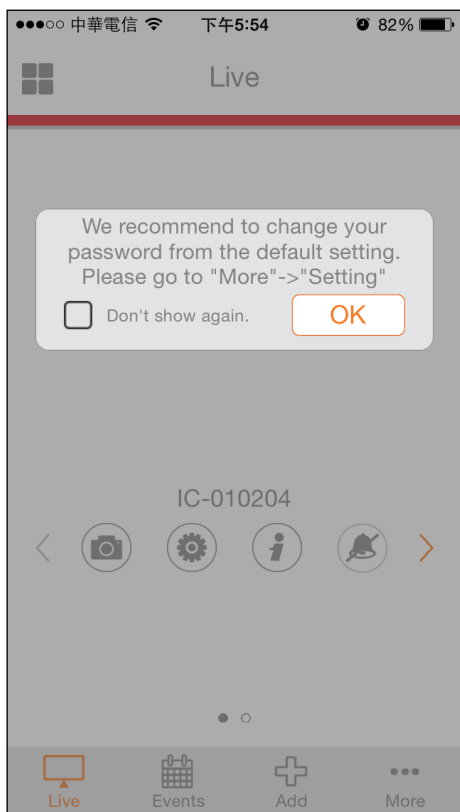 中華電信 下午5:54 82%
Live
We recommend to change your
password from the default setting.
Please go to "More"->"Setting"
Don't show again. OK
IC-010204
Live Events Add More